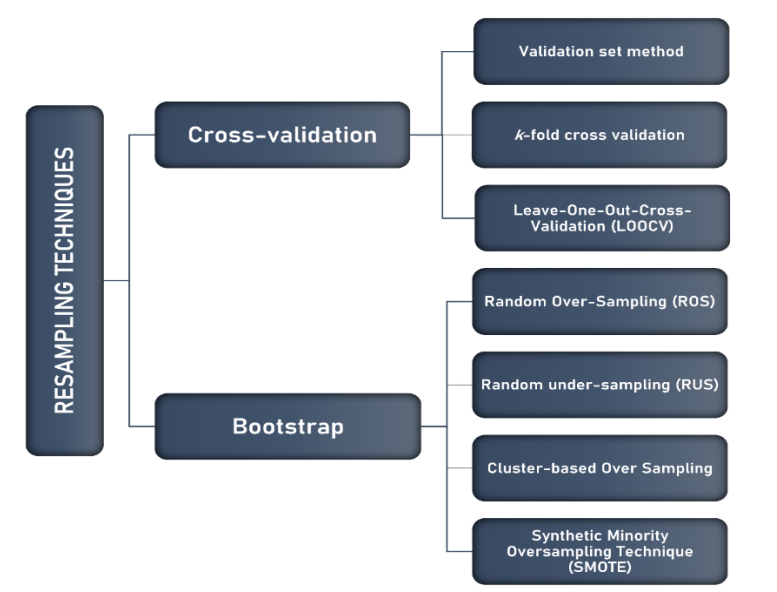 RESAMPLING TECHNIQUES
Cross-validation
Validation set method
k-fold cross validation
Leave-One-Out-Cross-
Validation (LOOCV)
Bootstrap
Random Over-Sampling (ROS)
Random under-sampling (RUS)
Cluster-based Over Sampling
Synthetic Minority
Oversampling Technique
(SMOTE)